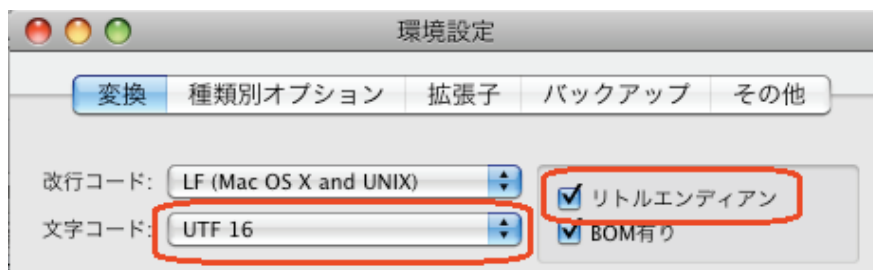 環境設定
変換 種類別オプション 拡張子 バックアップ その他
改行コード: LF (Mac OS X and UNIX)
リトルエンディアン
文字コード: UTF 16
BOM有り